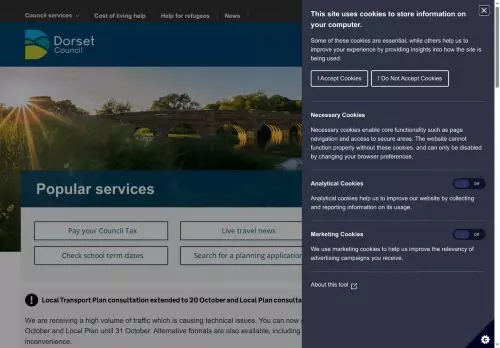 Council services
Cost of living help
Help for refugees
News
Dorset
Council
Popular services
Pay your Council Tax
Live travel news
Check school term dates
Search for a planning application
Local Transport Plan consultation extended to 20 October and Local Plan consulta
We are receiving a high volume of traffic which is causing technical issues. You can now
October and Local Plan until 31 October. Alternative formats are also available, including
inconvenience.
This site uses cookies to store information on
your computer.
Some of these cookies are essential, while others help us to
improve your experience by providing insights into how the site is
being used.
I Accept Cookies
I Do Not Accept Cookies
Necessary Cookies
Necessary cookies enable core functionality such as page
navigation and access to secure areas. The website cannot
function properly without these cookies, and can only be disabled
by changing your browser preferences.
Analytical Cookies
Off
Analytical cookies help us to improve our website by collecting
and reporting information on its usage.
Marketing Cookies
Off
We use marketing cookies to help us improve the relevancy of
advertising campaigns you receive.
About this tool